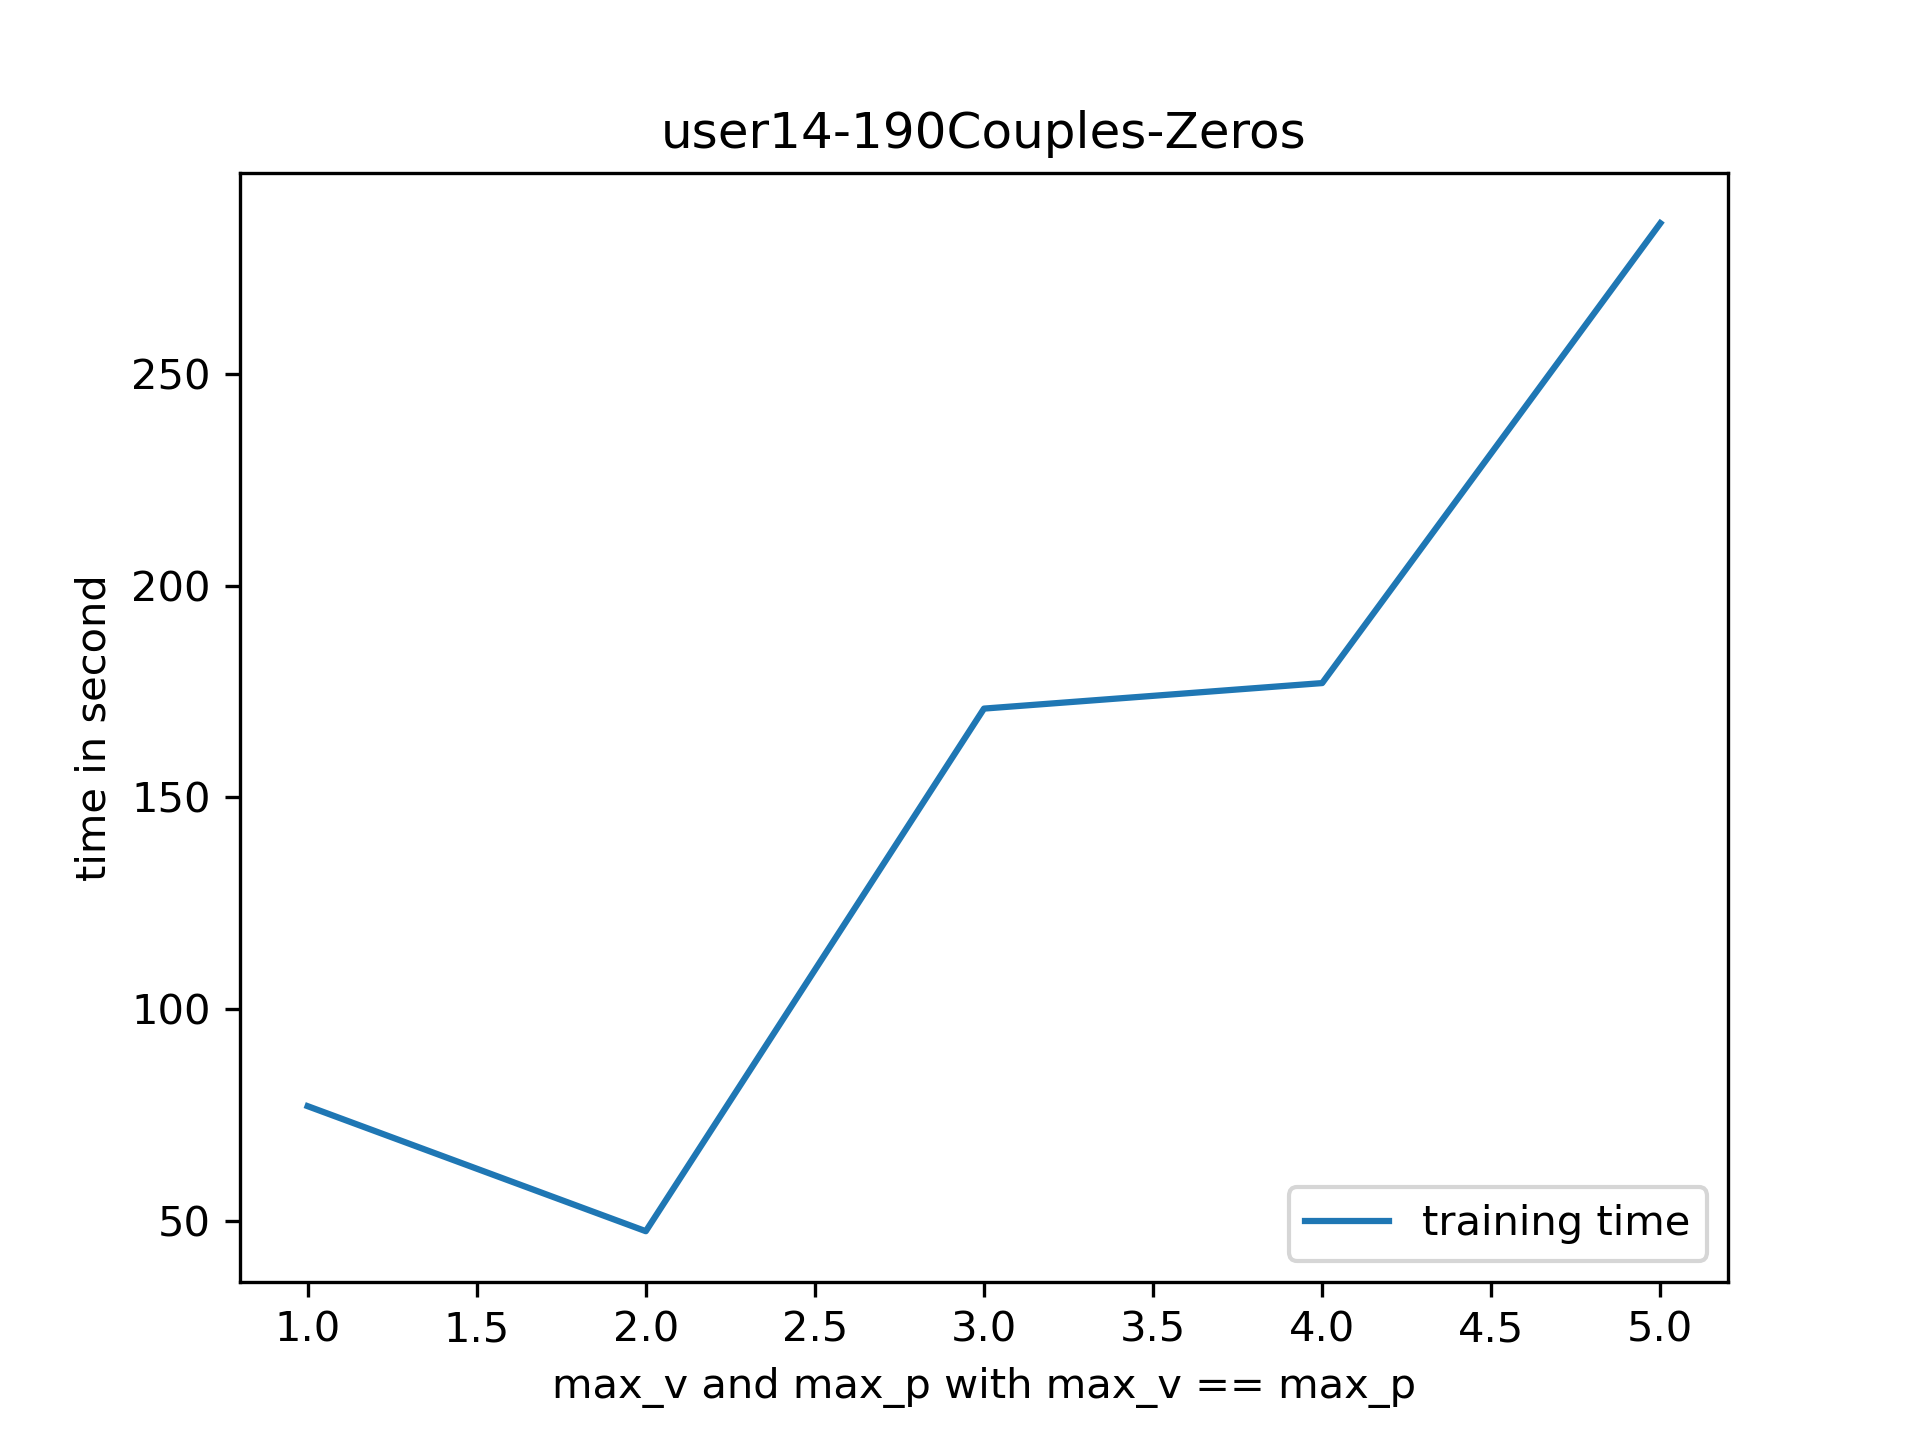 user14-190Couples-Zeros
time in second
250
200
150
100
50
training time
1.0 1.5 2.0 2.5 3.0 3.5 4.0 4.5 5.0
max_v and max_p with max_v == max_p